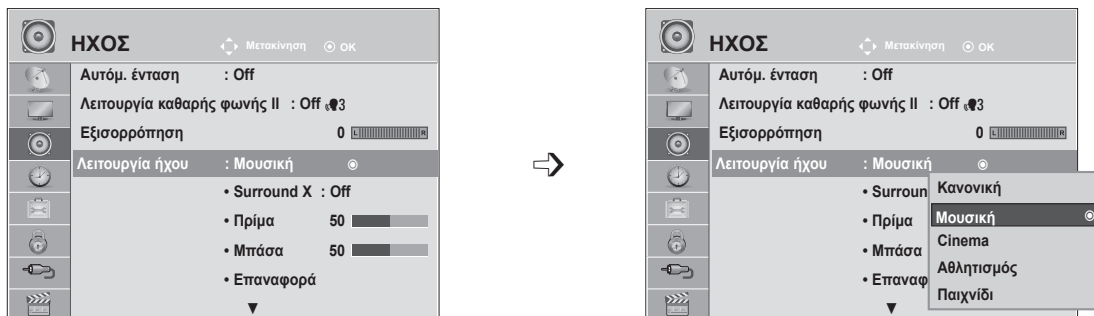 ΗΧΟΣ Μετακίνηση OK
Αυτόμ. ένταση : Off
Λειτουργία καθαρής φωνής II : Off 3
Εξισορρόπηση 0 L R
Λειτουργία ήχου : Μουσική
• Surround X : Off
• Πρίμα 50
• Μπάσα 50
• Επαναφορά
▼
ΗΧΟΣ Μετακίνηση OK
Αυτόμ. ένταση : Off
Λειτουργία καθαρής φωνής II : Off 3
Εξισορρόπηση 0 L R
Λειτουργία ήχου : Μουσική
• Surroun
• Πρίμα
• Μπάσα
• Επαναφ
▼
Κανονική
Μουσική
Cinema
Αθλητισμός
Παιχνίδι